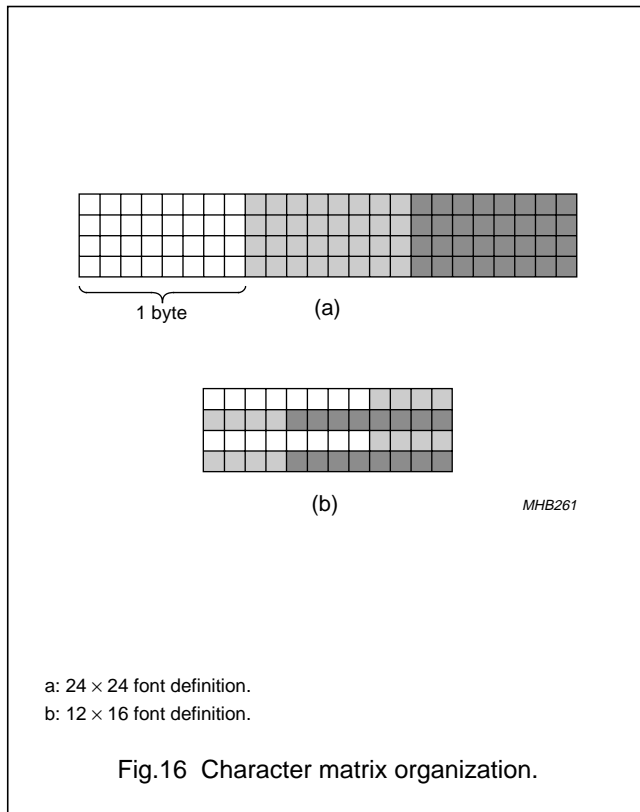 1 byte
(a)
(b)
MHB261
a: 24 × 24 font definition.
b: 12 × 16 font definition.
Fig.16 Character matrix organization.